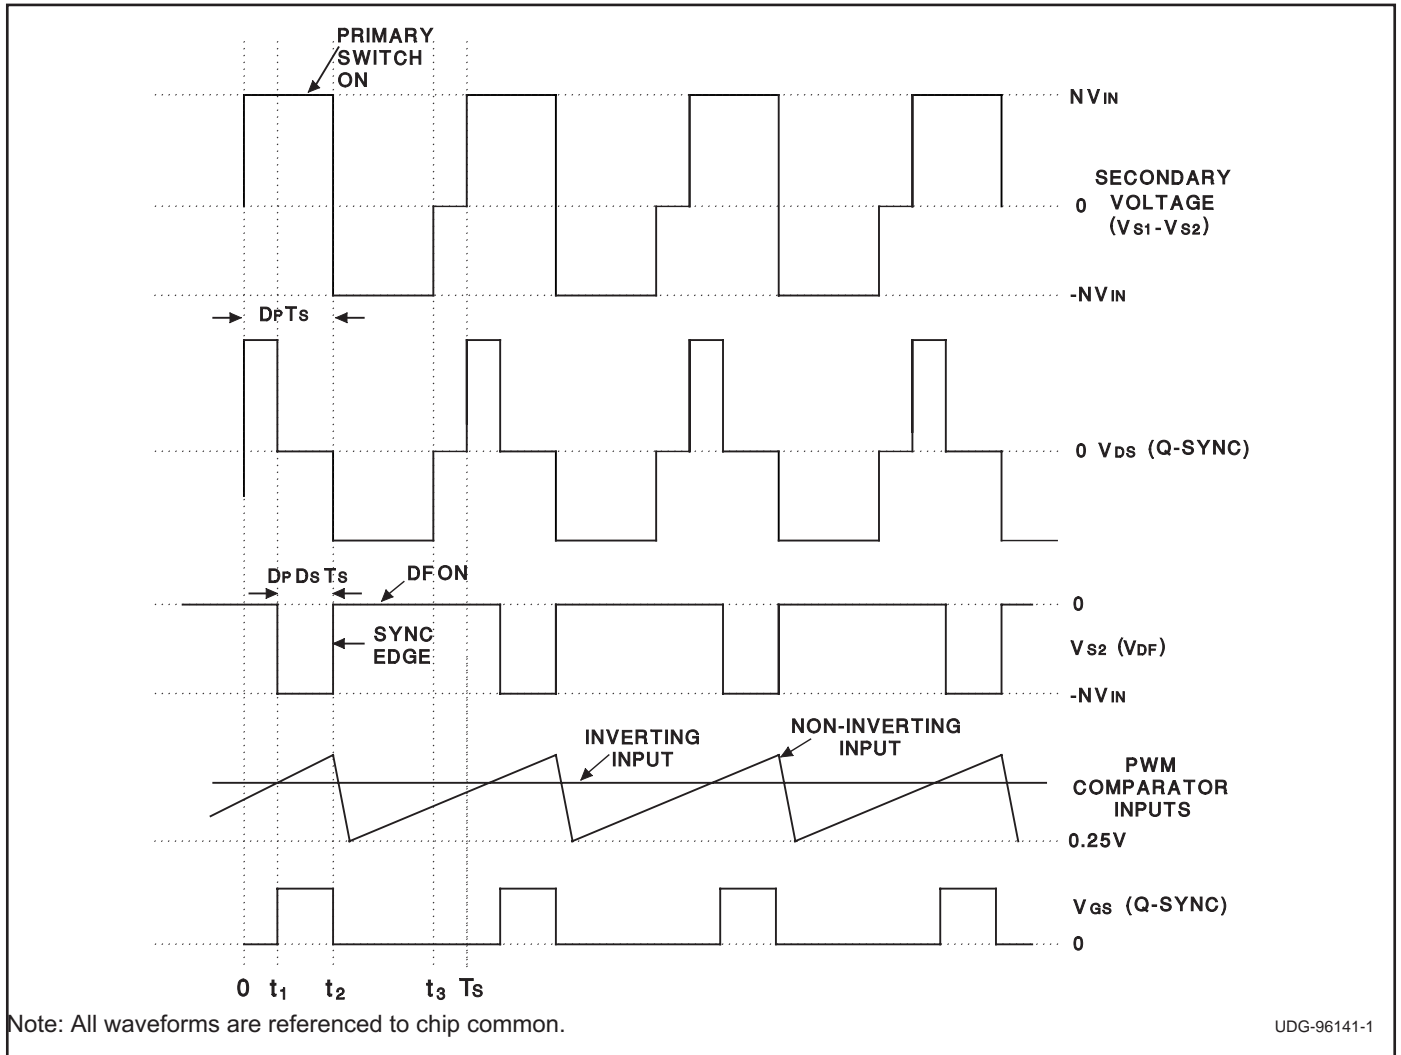 PRIMARY
SWITCH
ON
NVIN
SECONDARY
0 VOLTAGE
(VS1-VS2)
-NVIN
DPTS
0 VDS (Q-SYNC)
DPDSTS
DFON
0
SYNC
EDGE
VS2 (VDF)
-NVIN
INVERTING
INPUT
NON-INVERTING
INPUT
PWM
COMPARATOR
INPUTS
0.25V
VGS (Q-SYNC)
0
0 t1 t2 t3 TS
Note: All waveforms are referenced to chip common.
UDG-96141-1